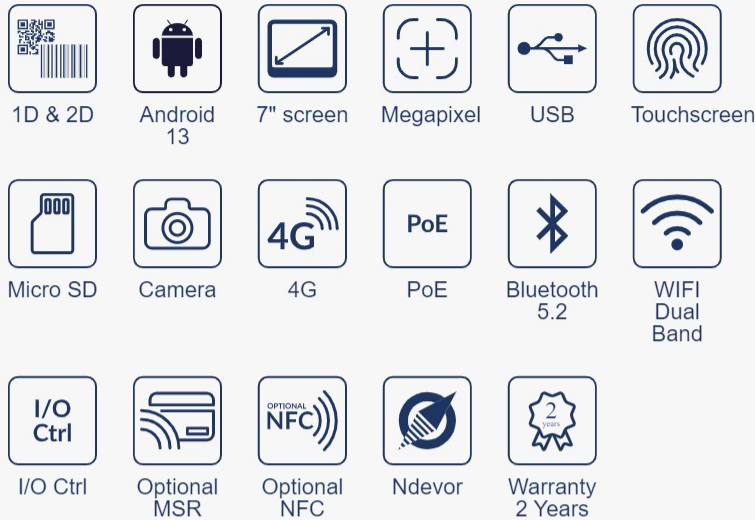 1D & 2D
Android
13
7" screen
Megapixel
USB
Touchscreen
4G
PoE
Micro SD
Camera
4G
PoE
Bluetooth
5.2
WIFI
Dual
Band
I/O
Ctrl
OPTIONAL
NFC
2
years
I/O Ctrl
Optional
MSR
Optional
NFC
Ndevor
Warranty
2 Years